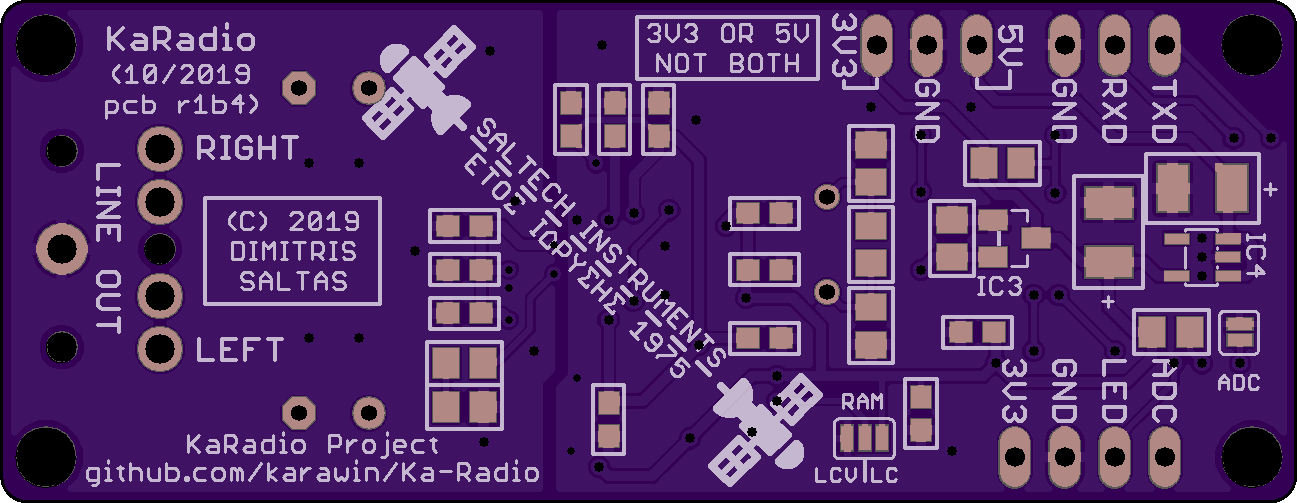 KaRadio
(10/2019
pcb r1b4)
RIGHT
LINE OUT
(C) 2019
DIMITRIS
SALTAS
LEFT
KaRadio Project
github.com/karawin/Ka-Radio
SALTECH INSTRUMENTS
ΕΤΟΣ ΙΔΡΥΣΗΣ 1975
3V3 OR 5V
NOT BOTH
3V3
GND
5V
GND
RXD
TXD
+
IC3
+
IC4
ADC
3V3
GND
LED
ADC
RAM
LCV|LC